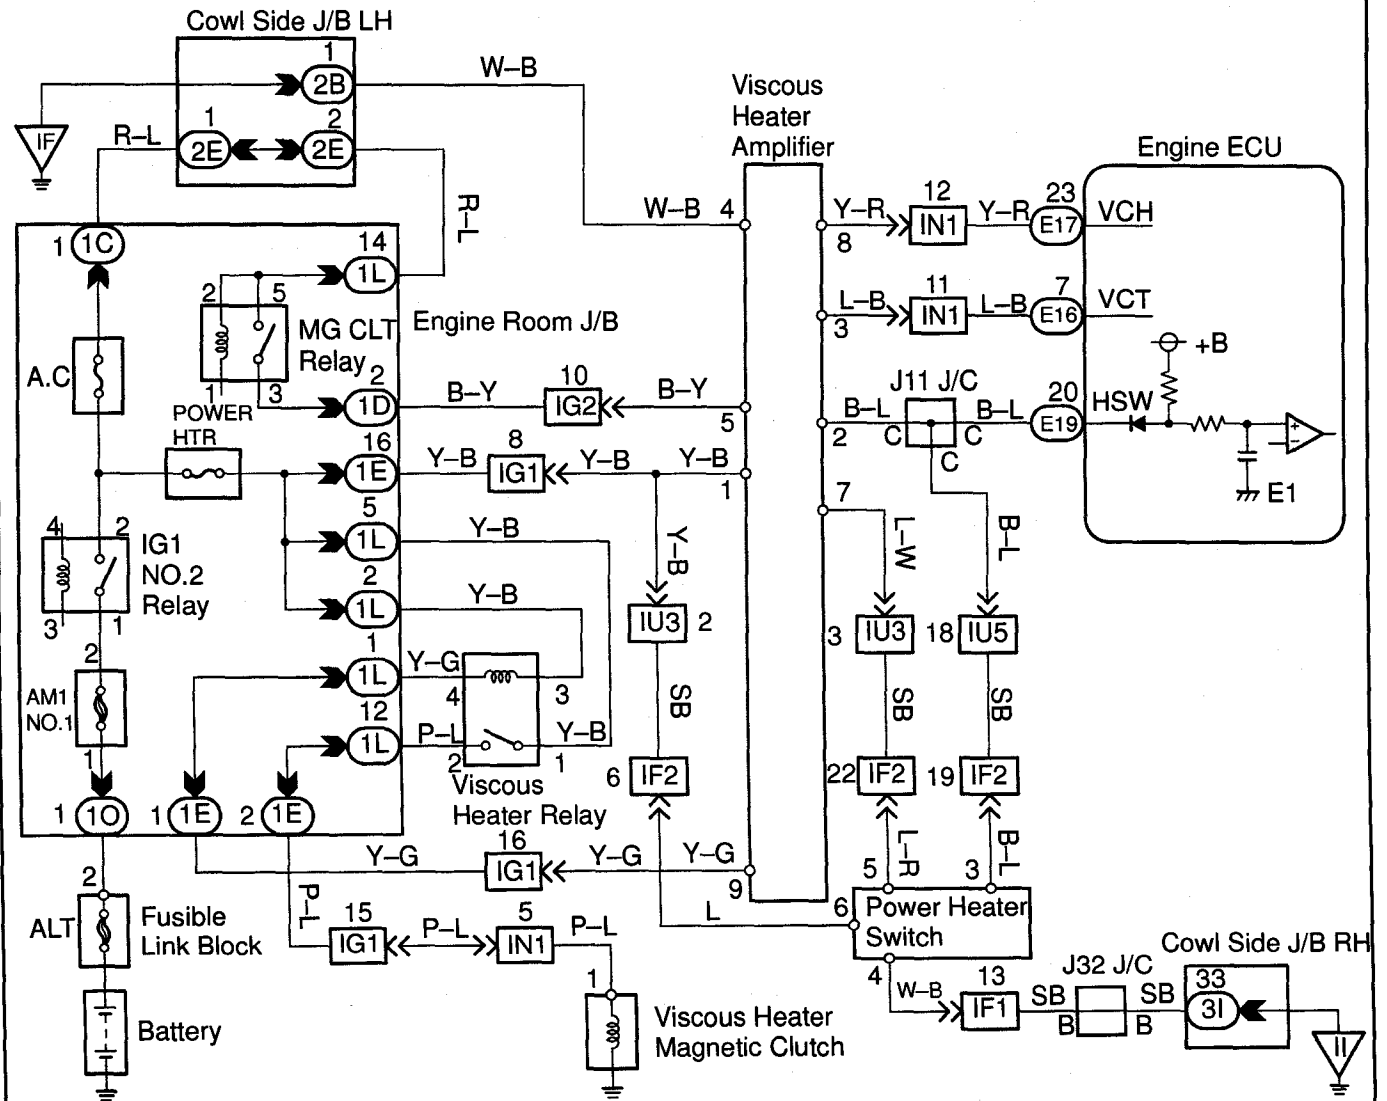 Cowl Side J/B LH
1
2B
W–B
1
2
2E
2E
R–L
IF
R–L
Viscous
Heater
Amplifier
Engine ECU
W–B 4
Y–R
8
12
IN1
Y–R
23
E17
VCH
1
1C
14
1L
2
5
MG CLT
Relay
1
3
Engine Room J/B
L–B
3
11
IN1
L–B
7
E16
VCT
+B
A.C
2
1D
B–Y
10
IG2
B–Y
5
J11 J/C
B–L
2
C
C
C
B–L
20
E19
HSW
+
–
E1
POWER
HTR
16
1E
Y–B
8
IG1
Y–B
Y–B
1
7
L–W
B–L
Y–B
5
1L
Y–B
4
2
IG1
NO.2
Relay
3
1
2
1L
Y–B
IU3
2
3
IU3
18
IU5
1
1L
Y–G
4
3
2
AM1
NO.1
1
12
1L
P–L
2
1
Y–B
SB
SB
SB
6
IF2
22
IF2
19
IF2
Viscous
Heater Relay
1
1O
1
1E
2
1E
Y–G
16
IG1
Y–G
Y–G
9
L–R
B–L
5
3
2
ALT
Fusible
Link Block
P–L
15
IG1
P–L
5
IN1
P–L
L
6
Power Heater
Switch
4
W–B
13
IF1
SB
B
J32 J/C
SB
B
Cowl Side J/B RH
33
3I
II
Battery
1
Viscous Heater
Magnetic Clutch